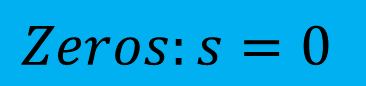 Zeros: s = 0